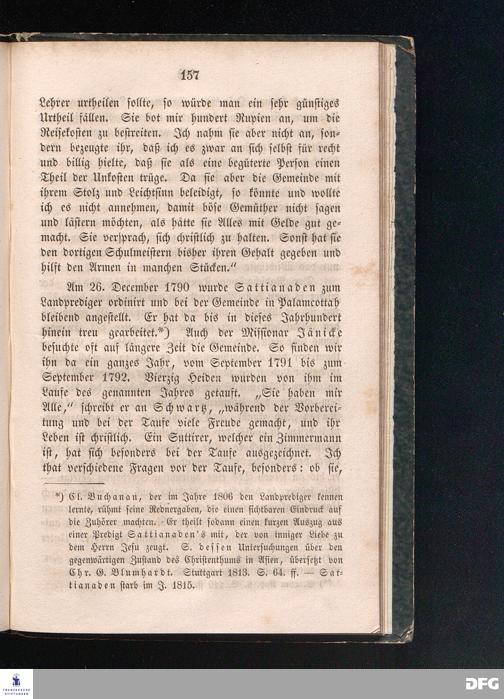 157
Lehrer urtheilen sollte, so würde man ein sehr günstiges
Urtheil fällen. Sie bot mir hundert Rupien an, um die
Reisekosten zu bestreiten. Ich nahm sie aber nicht an, son-
dern bezeugte ihr, daß ich es zwar an sich selbst für recht
und billig hielte, daß sie als eine begüterte Person einen
Theil der Unkosten trüge. Da sie aber die Gemeinde mit
ihrem Stolz und Leichtsinn beleidigt, so könnte und wollte
ich es nicht annehmen, damit böse Gemüther nicht sagen
und lästern möchten, als hätte sie Alles mit Gelde gut ge-
macht. Sie versprach, sich christlich zu halten. Sonst hat sie
den dortigen Schulmeistern bisher ihren Gehalt gegeben und
hilft den Armen in manchen Stücken.“
Am 26. December 1790 wurde Sattianaden zum
Landprediger ordinirt und bei der Gemeinde in Palamcottah
bleibend angestellt. Er hat da bis in dieses Jahrhundert
hinein treu gearbeitet.*) Auch der Missionar Jänicke
besuchte oft auf längere Zeit die Gemeinde. So finden wir
ihn da ein ganzes Jahr, vom September 1791 bis zum
September 1792. Vierzig Heiden wurden von ihm im
Laufe des genannten Jahres getauft. „Sie haben mir
Alle,“ schreibt er an Schwartz, „während der Vorberei-
tung und bei der Taufe viele Freude gemacht, und ihr
Leben ist christlich. Ein Suttirer, welcher ein Zimmermann
ist, hat sich besonders bei der Taufe ausgezeichnet. Ich
that verschiedene Fragen vor der Taufe, besonders: ob sie,
*) Cl. Buchanan, der im Jahre 1806 den Landprediger kennen
lernte, rühmt seine Rednergaben, die einen sichtbaren Eindruck auf
die Zuhörer machten. Er theilt sodann einen kurzen Auszug aus
einer Predigt Sattianaden's mit, der von inniger Liebe zu
dem Herrn Jesu zeugt. S. dessen Untersuchungen über den
gegenwärtigen Zustand des Christenthums in Asien, übersetzt von
Chr. G. Blumhardt. Stuttgart 1813. S. 64. ff. — Sat-
tianaden starb im J. 1815.
FRANCKESCHE
STIFTUNGEN
DFG